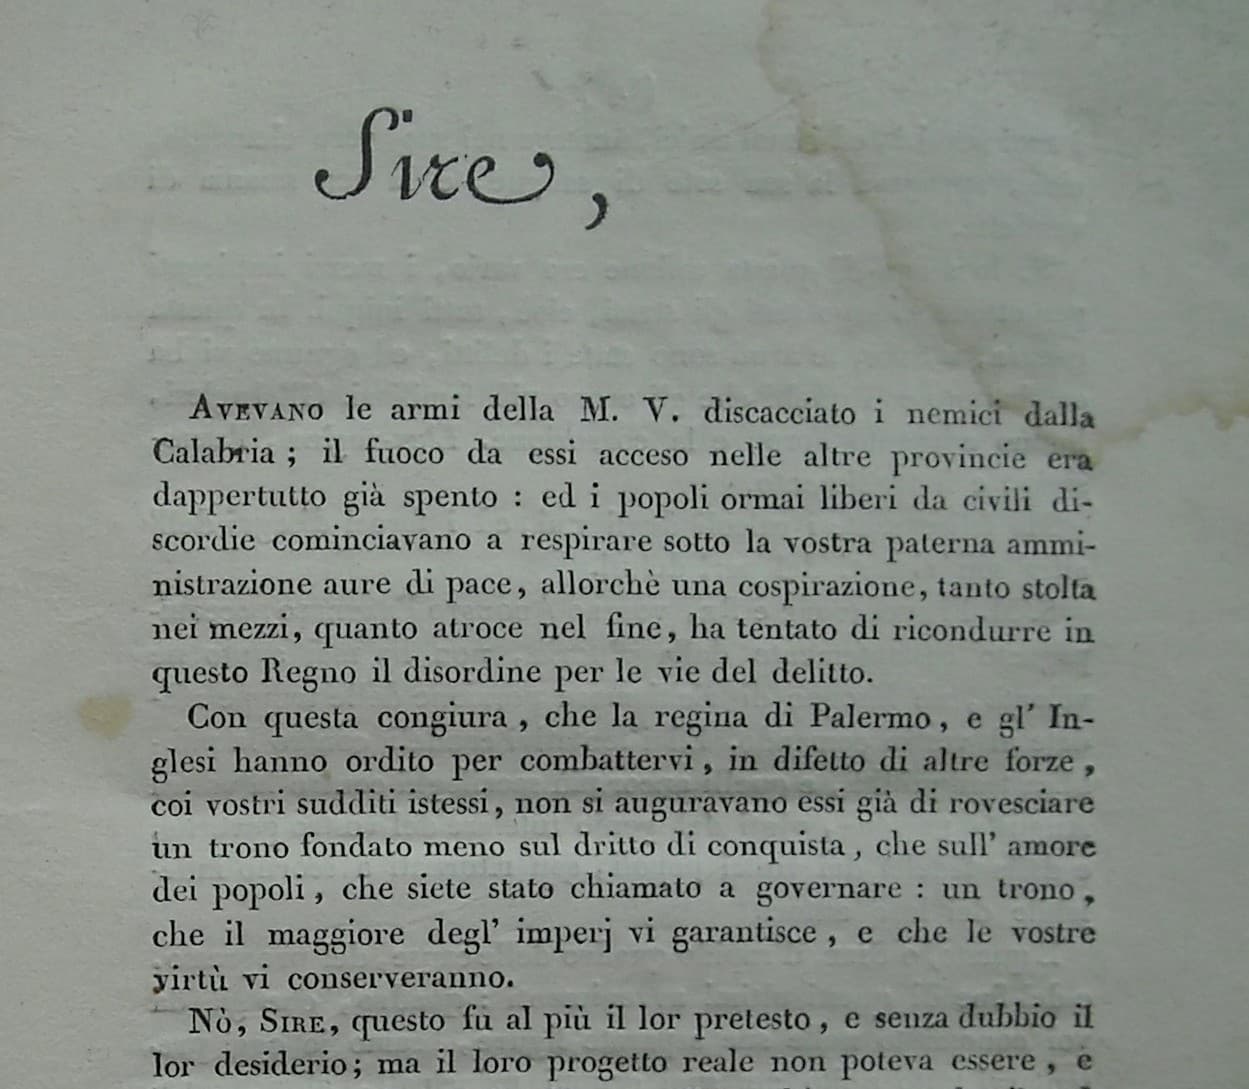 Sire,
AVEVANO le armi della M. V. discacciato i nemici dalla
Calabria ; il fuoco da essi acceso nelle altre provincie era
dappertutto già spento : ed i popoli ormai liberi da civili di-
scordie cominciavano a respirare sotto la vostra paterna ammi-
nistrazione aure di pace, allorchè una cospirazione, tanto stolta
nei mezzi, quanto atroce nel fine, ha tentato di ricondurre in
questo Regno il disordine per le vie del delitto.
Con questa congiura , che la regina di Palermo, e gl' In-
glesi hanno ordito per combattervi , in difetto di altre forze ,
coi vostri sudditi istessi, non si auguravano essi già di rovesciare
un trono fondato meno sul dritto di conquista , che sull' amore
dei popoli , che siete stato chiamato a governare : un trono ,
che il maggiore degl' imperj vi garantisce , e che le vostre
virtù vi conserveranno.
Nò, SIRE, questo fu al più il lor pretesto , e senza dubbio il
lor desiderio; ma il loro progetto reale non poteva essere , e